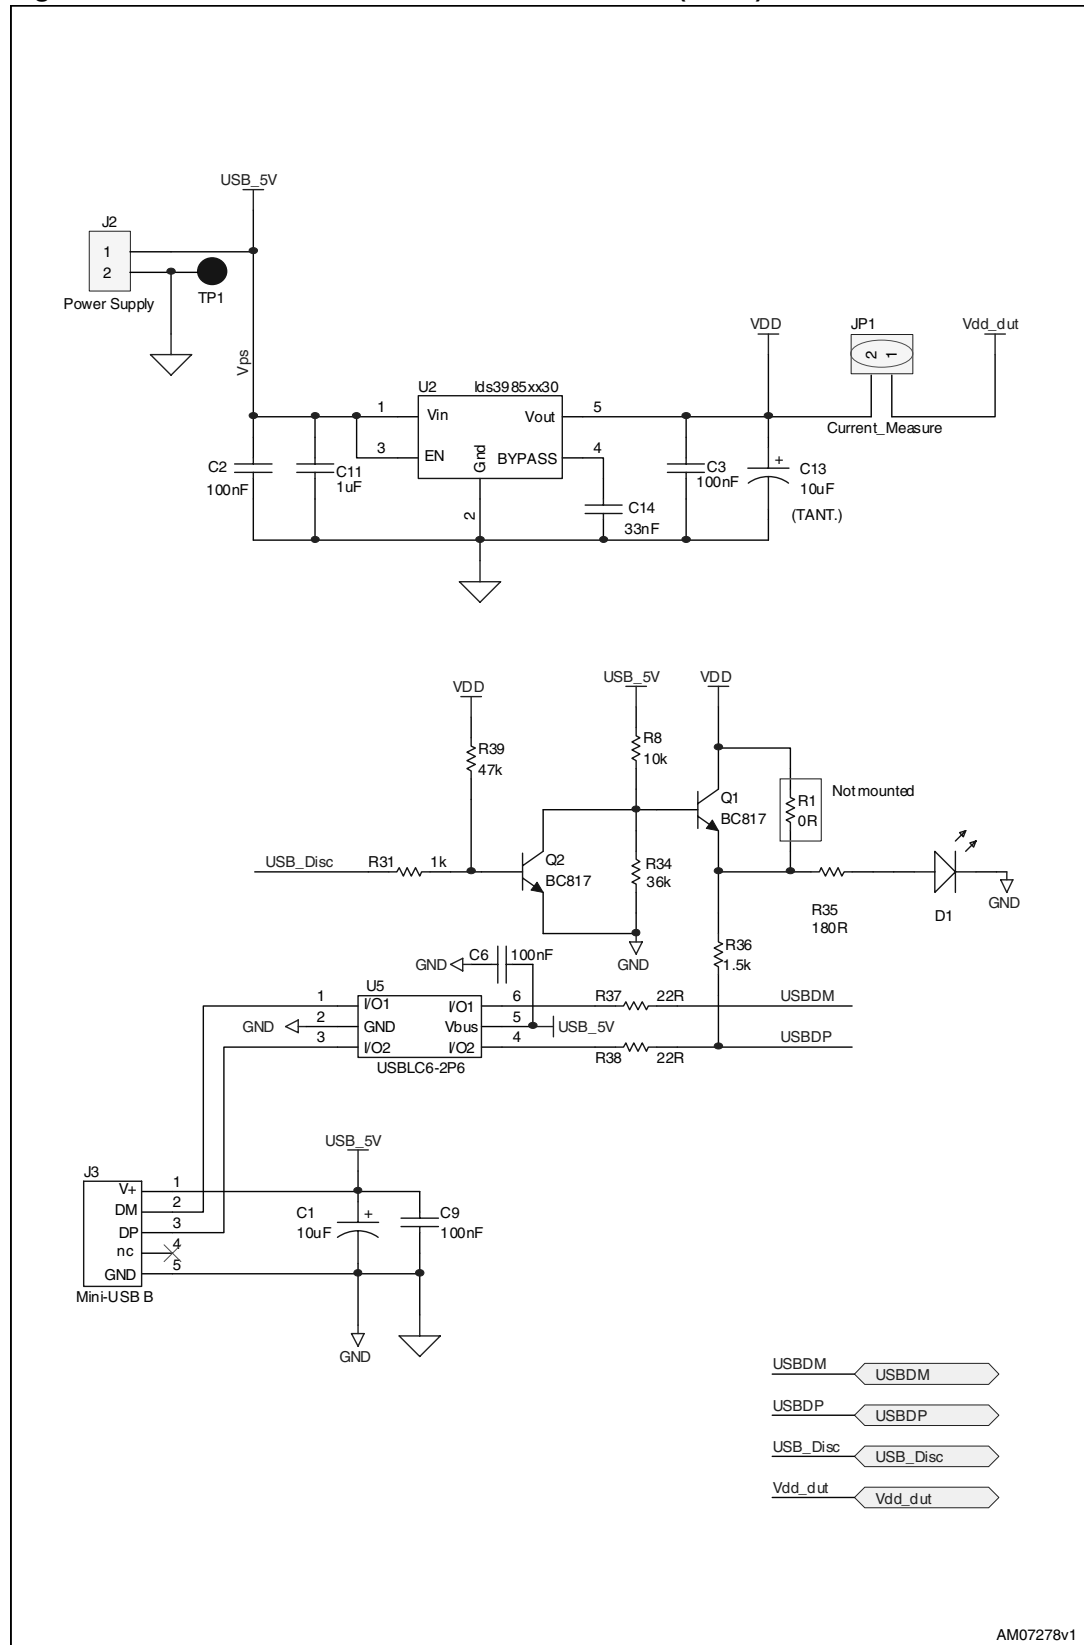 USB_5V
J2
1
2
Power Supply
TP1
Vps
VDD
JP1
2 1
Vdd_dut
Current_Measure
U2
lds3985xx30
1
Vin
Vout
5
3
EN
Gnd
BYPASS
4
2
C2
100nF
C11
1uF
C14
33nF
C3
100nF
+
C13
10uF
(TANT.)
VDD
R39
47k
USB_5V
R8
10k
VDD
Q1
BC817
R1
0R
Not mounted
USB_Disc
R31
1k
Q2
BC817
R34
36k
R35
180R
D1
GND
GND
R36
1.5k
GND
C6
100nF
U5
1
I/O1
I/O1
6
R37
22R
USBDM
GND
2
GND
Vbus
5
USB_5V
3
I/O2
I/O2
4
R38
22R
USBDP
USBLC6-2P6
USB_5V
J3
V+
1
DM
2
DP
3
nc
4
GND
5
Mini-USB B
C1
10uF
+
C9
100nF
GND
USBDM
USBDM
USBDP
USBDP
USB_Disc
USB_Disc
Vdd_dut
Vdd_dut
AM07278v1